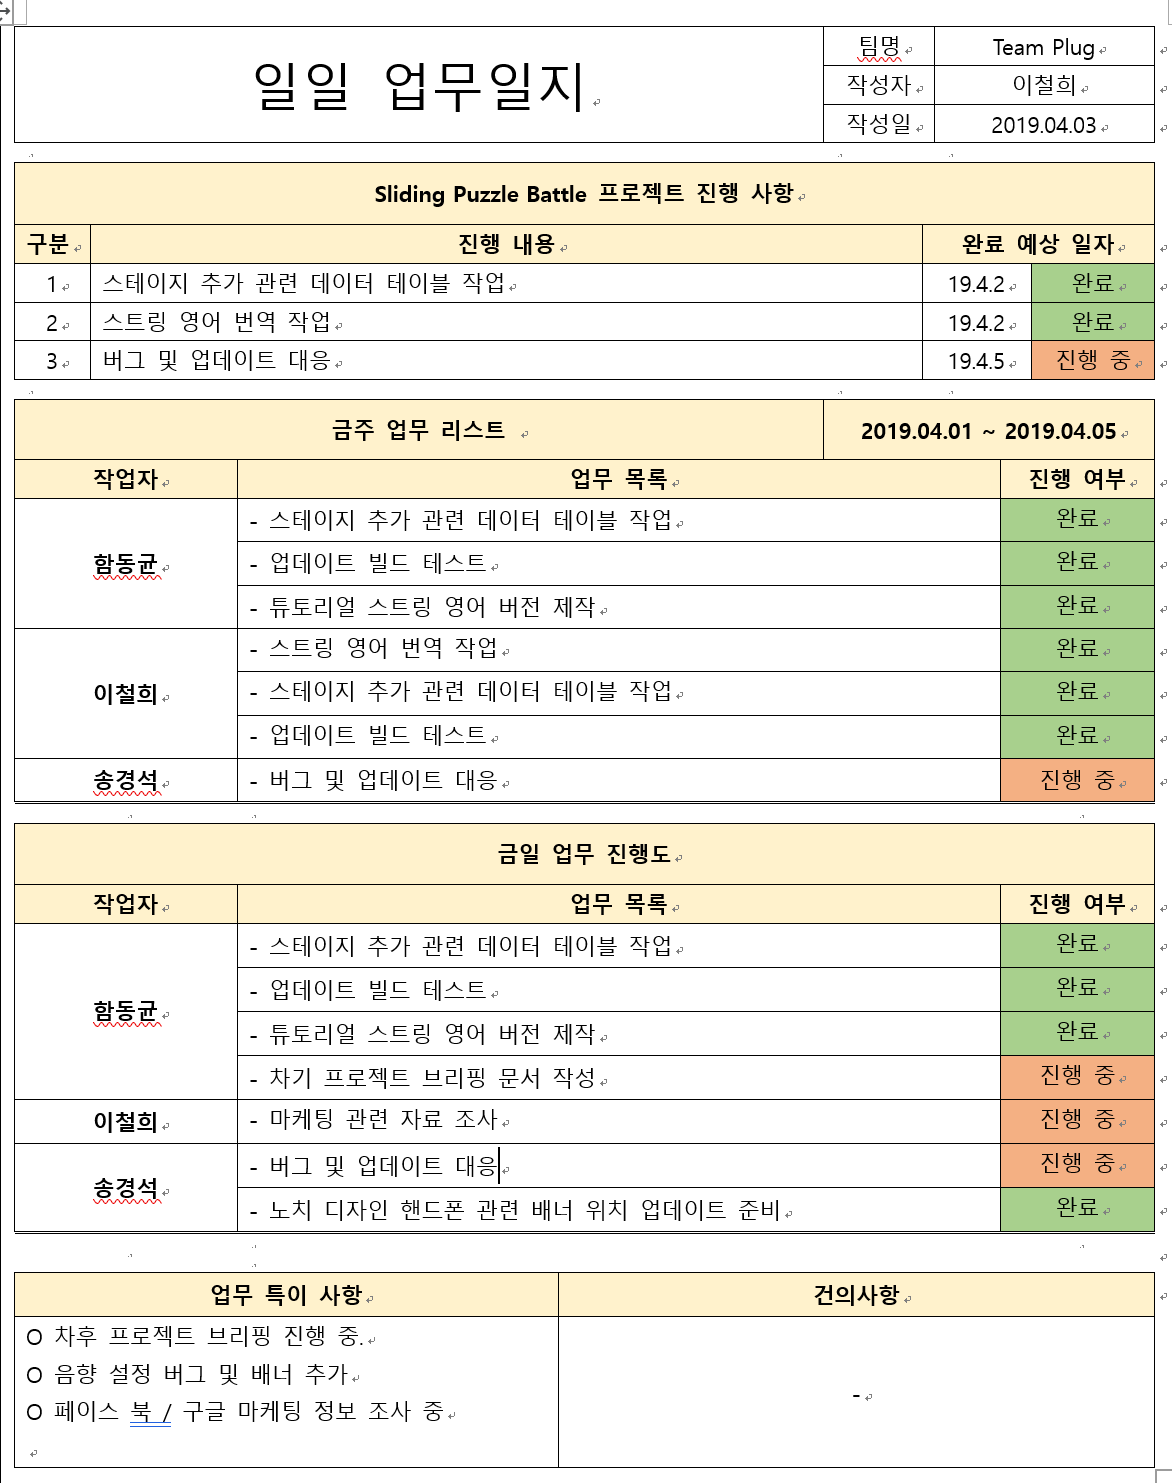 일일 업무일지
팀명 Team Plug
작성자 이철희
작성일 2019.04.03
Sliding Puzzle Battle 프로젝트 진행 사항
구분 진행 내용 완료 예상 일자
1 스테이지 추가 관련 데이터 테이블 작업 19.4.2 완료
2 스트링 영어 번역 작업 19.4.2 완료
3 버그 및 업데이트 대응 19.4.5 진행 중
금주 업무 리스트 2019.04.01 ~ 2019.04.05
작업자 업무 목록 진행 여부
함동균
- 스테이지 추가 관련 데이터 테이블 작업 완료
- 업데이트 빌드 테스트 완료
- 튜토리얼 스트링 영어 버전 제작 완료
이철희
- 스트링 영어 번역 작업 완료
- 스테이지 추가 관련 데이터 테이블 작업 완료
- 업데이트 빌드 테스트 완료
송경석 - 버그 및 업데이트 대응 진행 중
금일 업무 진행도
작업자 업무 목록 진행 여부
함동균
- 스테이지 추가 관련 데이터 테이블 작업 완료
- 업데이트 빌드 테스트 완료
- 튜토리얼 스트링 영어 버전 제작 완료
- 차기 프로젝트 브리핑 문서 작성 진행 중
이철희 - 마케팅 관련 자료 조사 진행 중
송경석
- 버그 및 업데이트 대응 진행 중
- 노치 디자인 핸드폰 관련 배너 위치 업데이트 준비 완료
업무 특이 사항 건의사항
O 차후 프로젝트 브리핑 진행 중.
O 음향 설정 버그 및 배너 추가
O 페이스 북 / 구글 마케팅 정보 조사 중
-